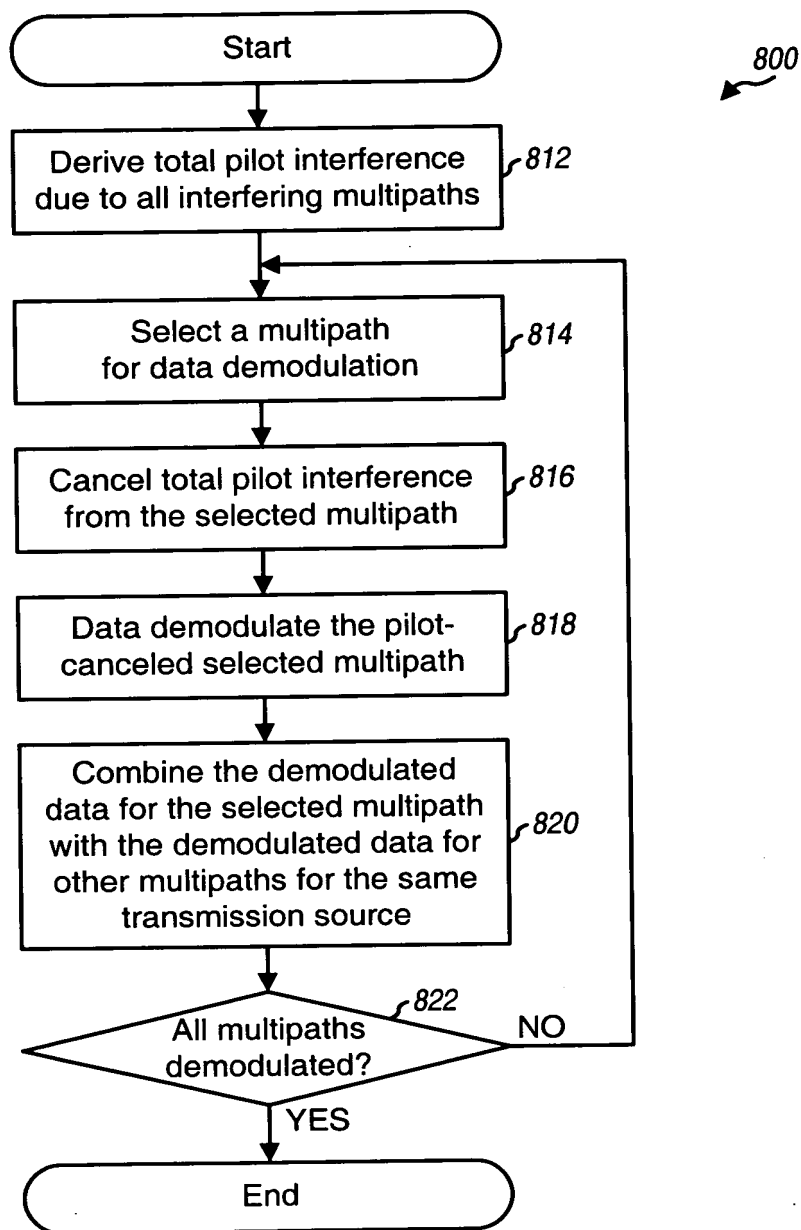 Start
800
Derive total pilot interference
due to all interfering multipaths
812
Select a multipath
for data demodulation
814
Cancel total pilot interference
from the selected multipath
816
Data demodulate the pilot-
canceled selected multipath
818
Combine the demodulated
data for the selected multipath
with the demodulated data for
other multipaths for the same
transmission source
820
822
All multipaths
demodulated?
NO
YES
End